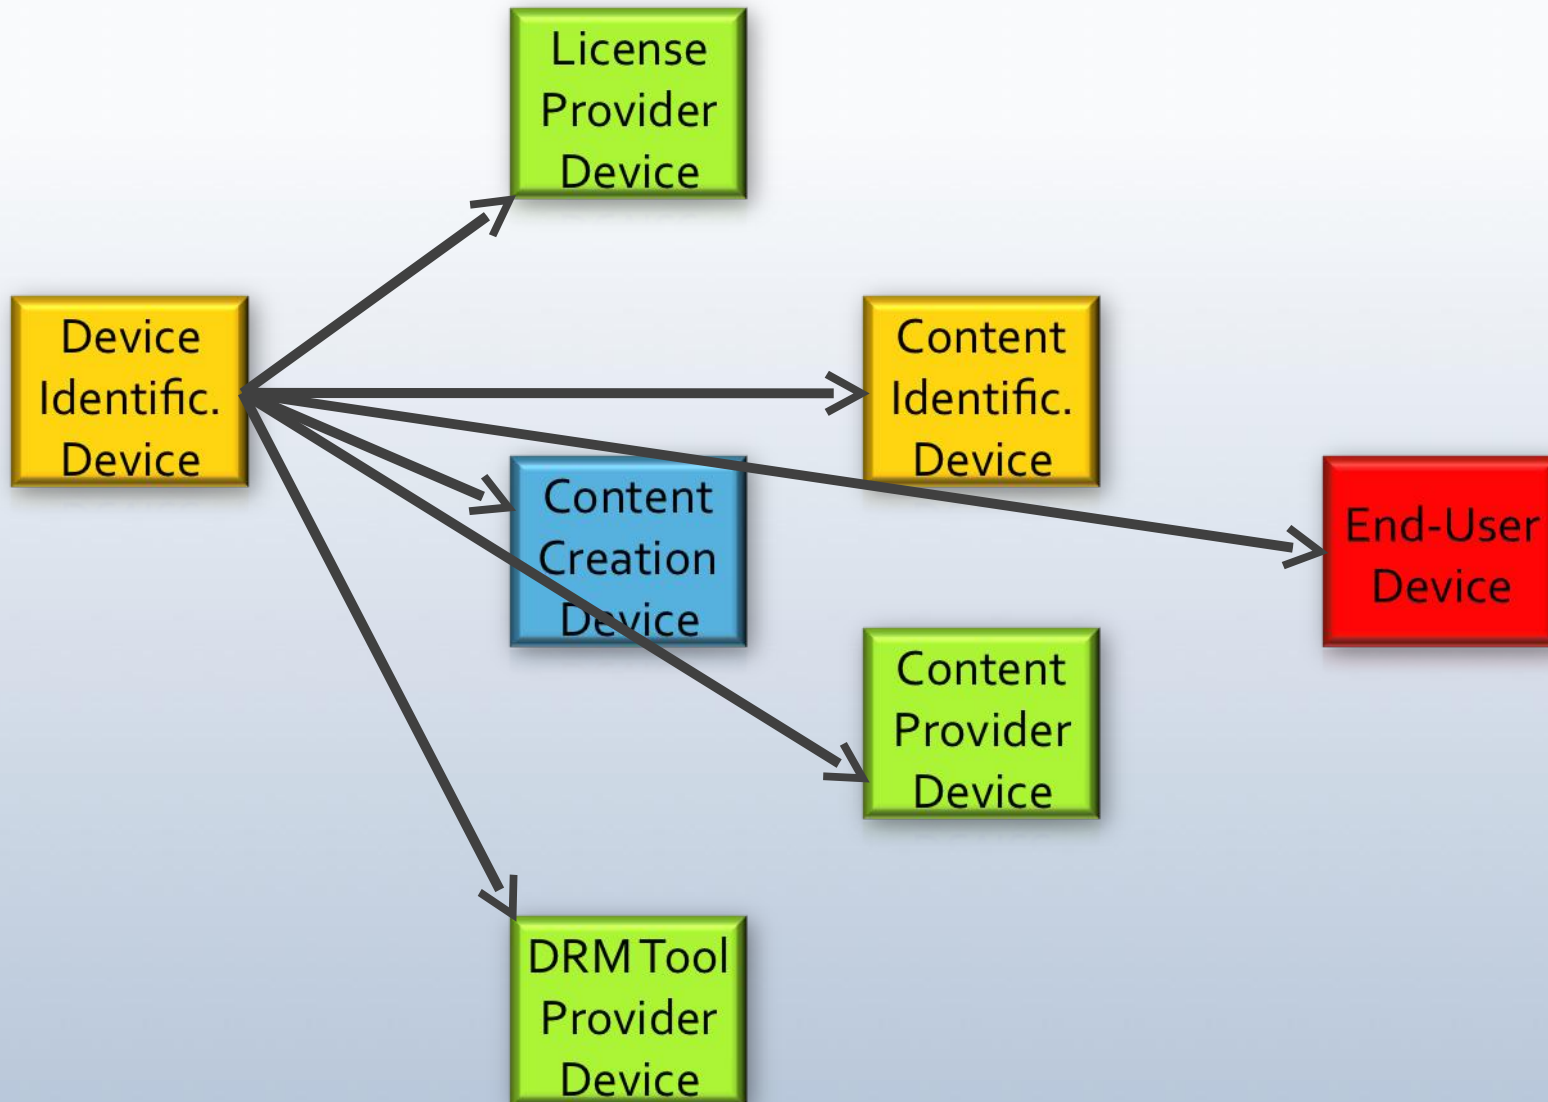 License
Provider
Device
Device
Identific.
Device
Content
Identific.
Device
Content
Creation
Device
End-User
Device
Content
Provider
Device
DRM Tool
Provider
Device